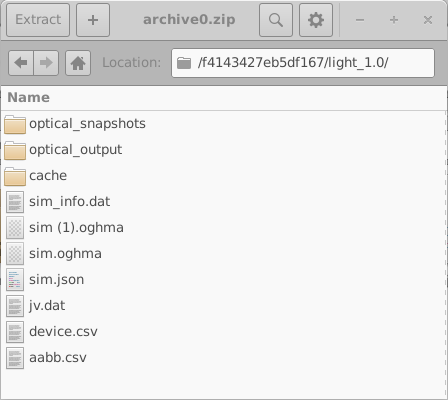 Extract + archive0.zip
Location: /f4143427eb5df167/light_1.0/
Name
optical_snapshots
optical_output
cache
sim_info.dat
sim (1).oghma
sim.oghma
sim.json
jv.dat
device.csv
aabb.csv